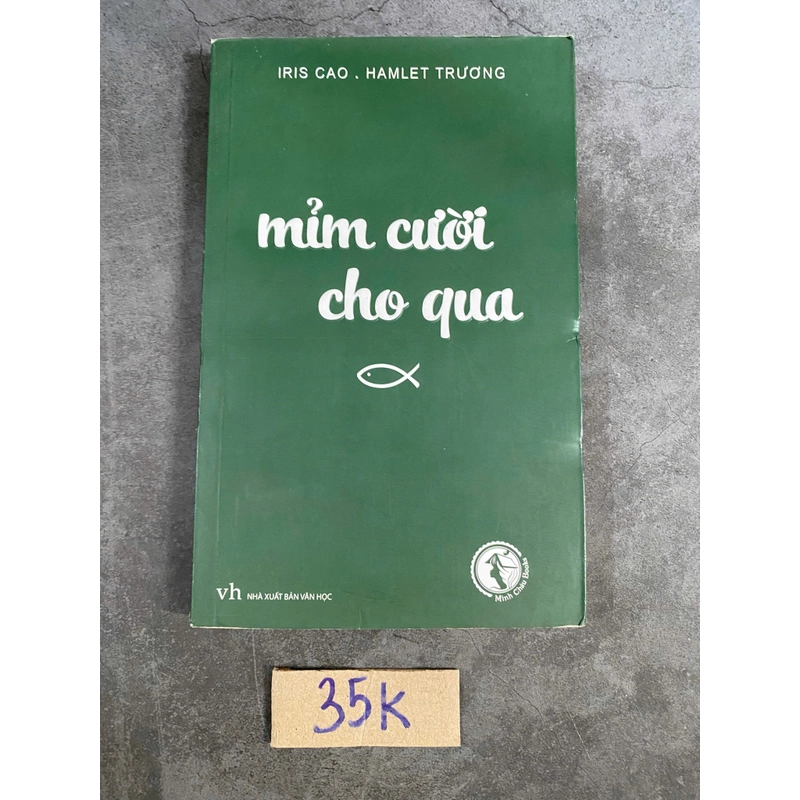 IRIS CAO . HAMLET TRƯƠNG
mỉm cười
cho qua
vh NHÀ XUẤT BẢN VĂN HỌC
Minh Châu Books
35K